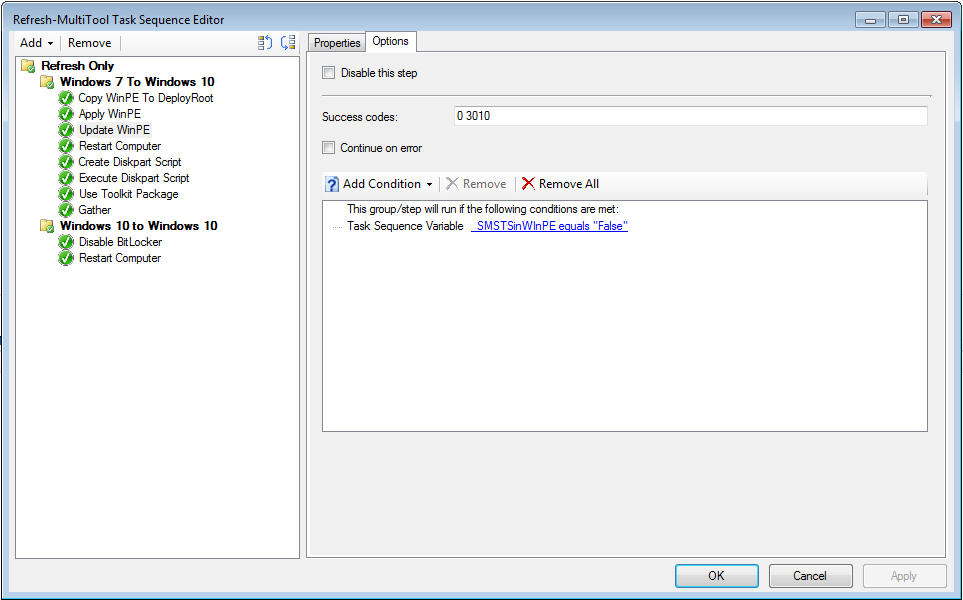 Refresh-MultiTool Task Sequence Editor
Add Remove
Refresh Only
Windows 7 To Windows 10
Copy WinPE To DeployRoot
Apply WinPE
Update WinPE
Restart Computer
Create Diskpart Script
Execute Diskpart Script
Use Toolkit Package
Gather
Windows 10 to Windows 10
Disable BitLocker
Restart Computer
Properties Options
Disable this step
Success codes: 0 3010
Continue on error
Add Condition Remove Remove All
This group/step will run if the following conditions are met:
Task Sequence Variable SMSTSinWInPE equals "False"
OK Cancel Apply